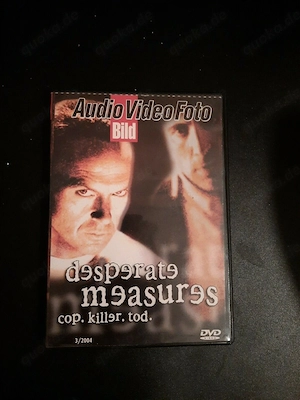 Audio Video Foto
Bild
desperate
measures
cop. killer. tod.
3/2004
DVD